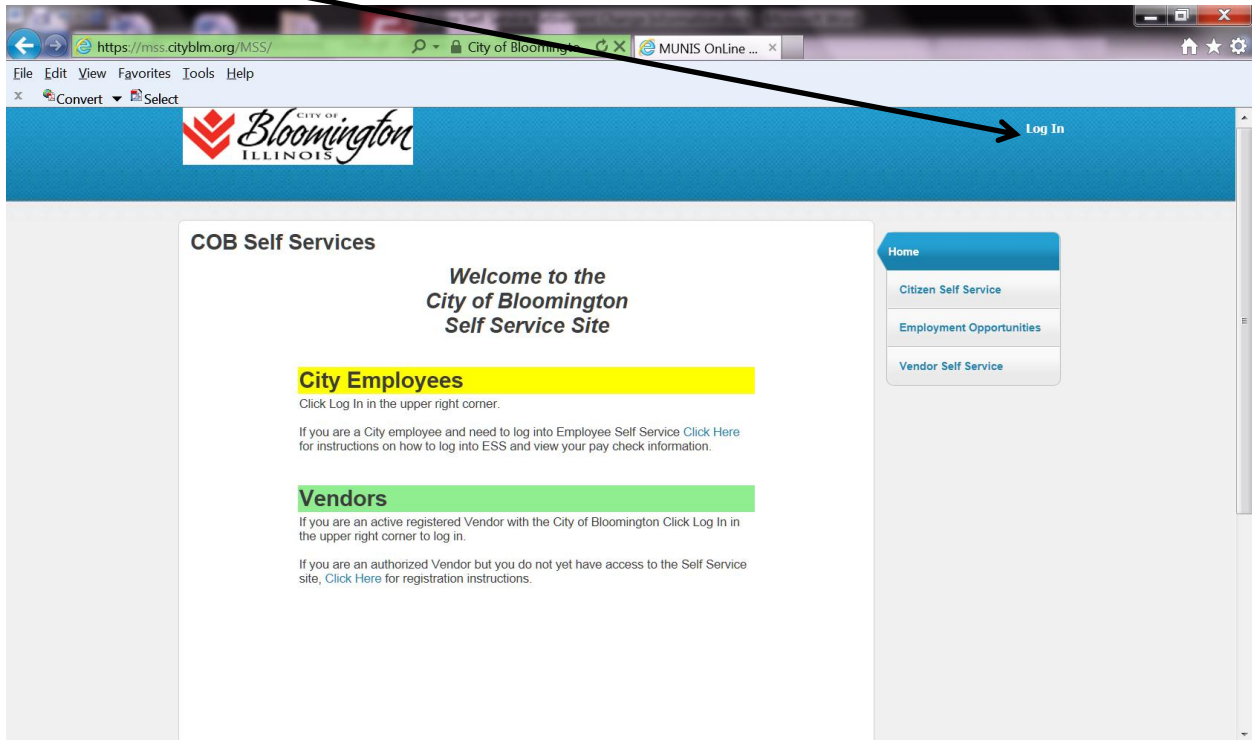 https://mss.cityblm.org/MSS/
City of Bloomingto
MUNIS OnLine ...
File Edit View Favorites Tools Help
x Convert Select
CITY OF
Bloomington
ILLINOIS
Log In
COB Self Services
Welcome to the
City of Bloomington
Self Service Site
City Employees
Click Log In in the upper right corner.
If you are a City employee and need to log into Employee Self Service Click Here
for instructions on how to log into ESS and view your pay check information.
Vendors
If you are an active registered Vendor with the City of Bloomington Click Log In in
the upper right corner to log in.
If you are an authorized Vendor but you do not yet have access to the Self Service
site, Click Here for registration instructions.
Home
Citizen Self Service
Employment Opportunities
Vendor Self Service